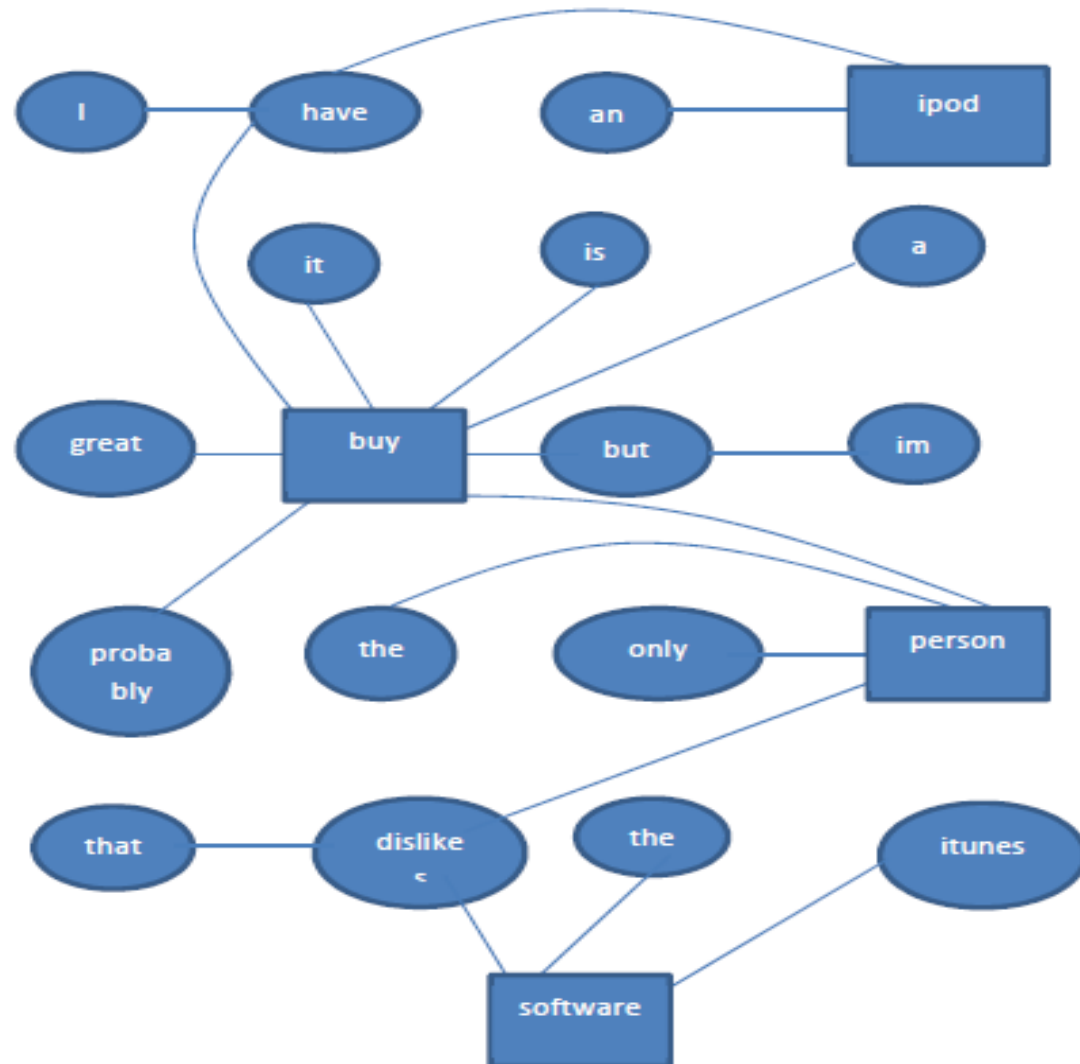 I have an ipod
it is a
great buy but im
proba
bly
the only person
that dislike
s
the itunes
software